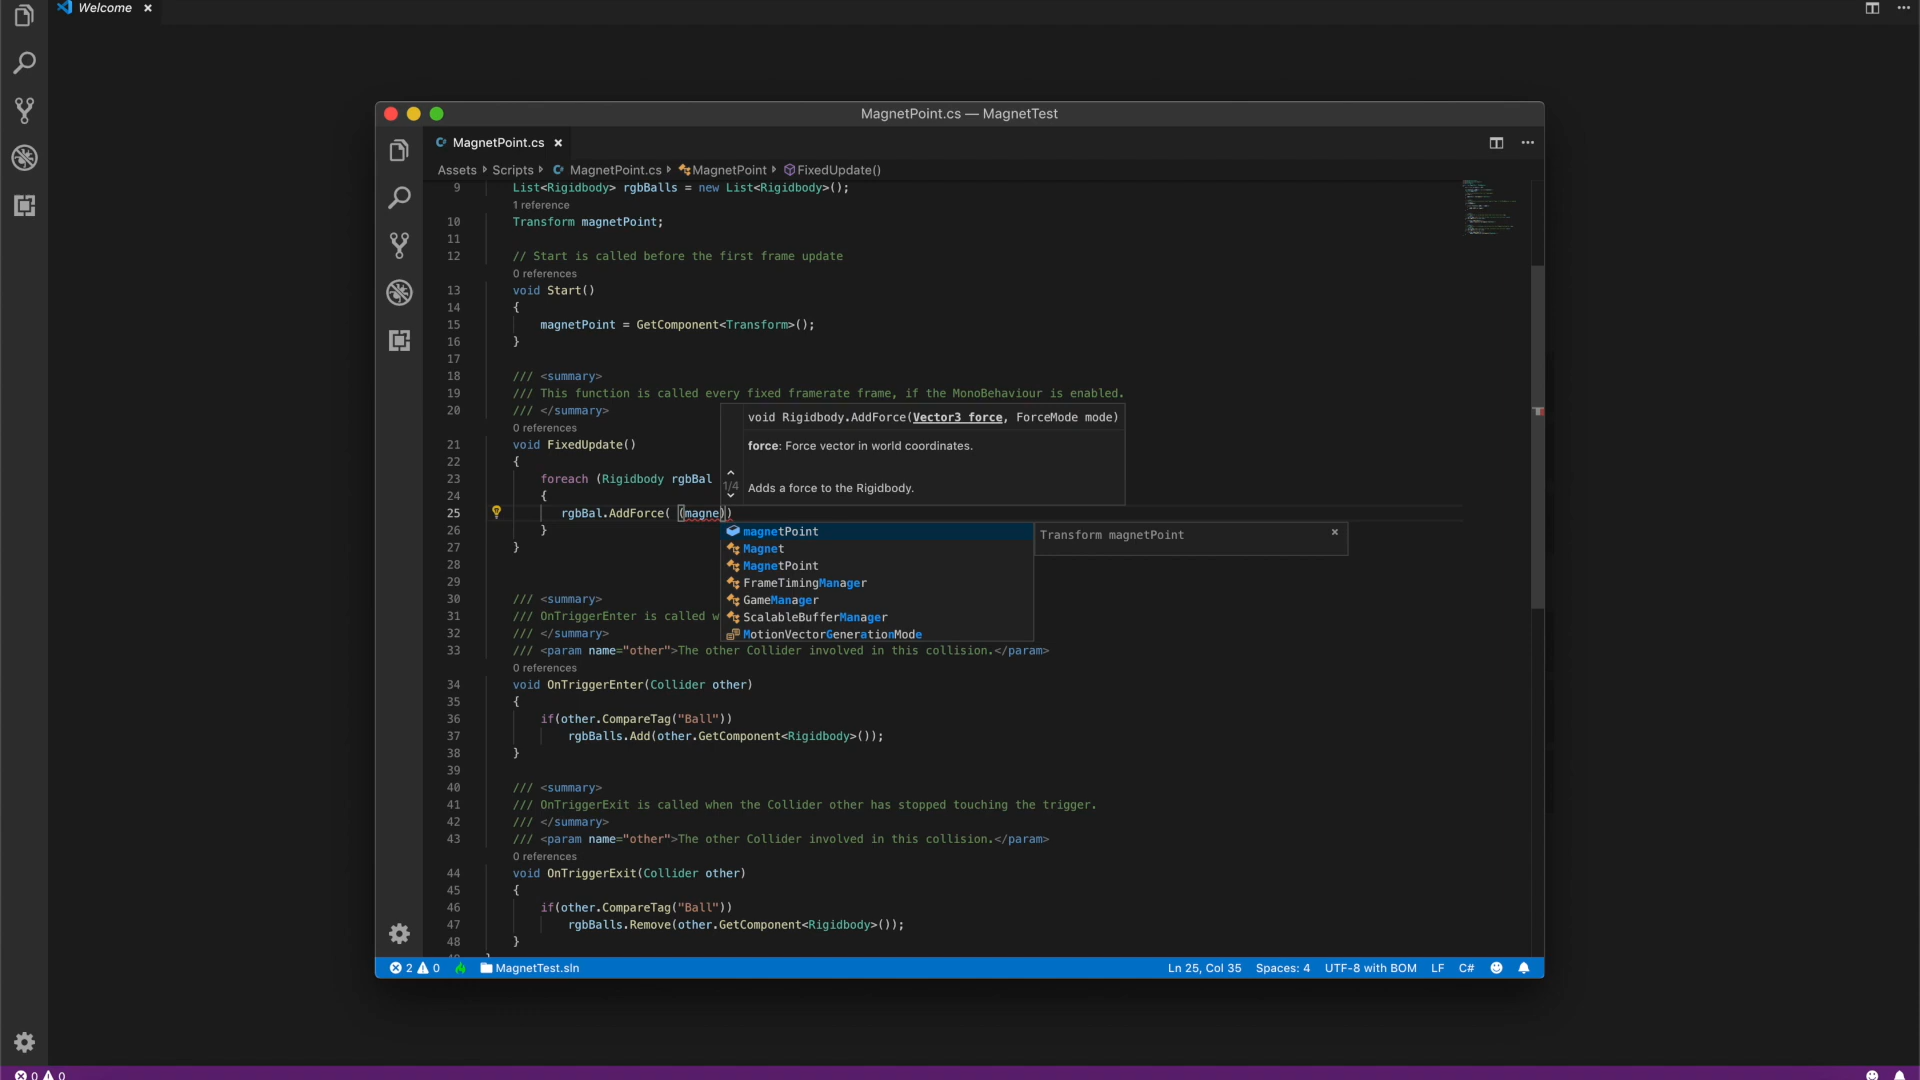 Welcome ×
MagnetPoint.cs — MagnetTest
MagnetPoint.cs ×
Assets Scripts MagnetPoint.cs MagnetPoint FixedUpdate()
9 List<Rigidbody> rgbBalls = new List<Rigidbody>();
1 reference
10 Transform magnetPoint;
11
12 // Start is called before the first frame update
0 references
13 void Start()
14 {
15 magnetPoint = GetComponent<Transform>();
16 }
17
18 /// <summary>
19 /// This function is called every fixed framerate frame, if the MonoBehaviour is enabled.
20 /// </summary>
0 references
21 void FixedUpdate()
22 {
23 foreach (Rigidbody rgbBal
24 {
25 rgbBal.AddForce( (magne))
26 }
27 }
28
29
30 /// <summary>
31 /// OnTriggerEnter is called w
32 /// </summary>
33 /// <param name="other">The other Collider involved in this collision.</param>
0 references
34 void OnTriggerEnter(Collider other)
35 {
36 if(other.CompareTag("Ball"))
37 rgbBalls.Add(other.GetComponent<Rigidbody>());
38 }
39
40 /// <summary>
41 /// OnTriggerExit is called when the Collider other has stopped touching the trigger.
42 /// </summary>
43 /// <param name="other">The other Collider involved in this collision.</param>
0 references
44 void OnTriggerExit(Collider other)
45 {
46 if(other.CompareTag("Ball"))
47 rgbBalls.Remove(other.GetComponent<Rigidbody>());
48 }
void Rigidbody.AddForce(Vector3 force, ForceMode mode)
force: Force vector in world coordinates.
1/4
Adds a force to the Rigidbody.
magnetPoint
Magnet
MagnetPoint
FrameTimingManager
GameManager
ScalableBufferManager
MotionVectorGenerationMode
Transform magnetPoint ×
2 0 MagnetTest.sln Ln 25, Col 35 Spaces: 4 UTF-8 with BOM LF C#
0 0